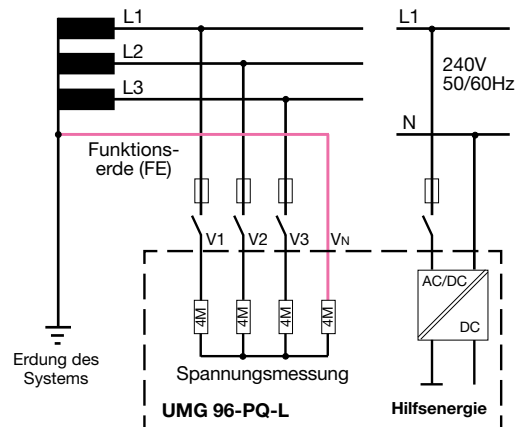 L1
L2
L3
L1
240V
50/60Hz
N
Funktions-
erde (FE)
V1
V2
V3
VN
AC/DC
DC
4M
4M
4M
4M
Erdung des
Systems
Spannungsmessung
UMG 96-PQ-L
Hilfsenergie